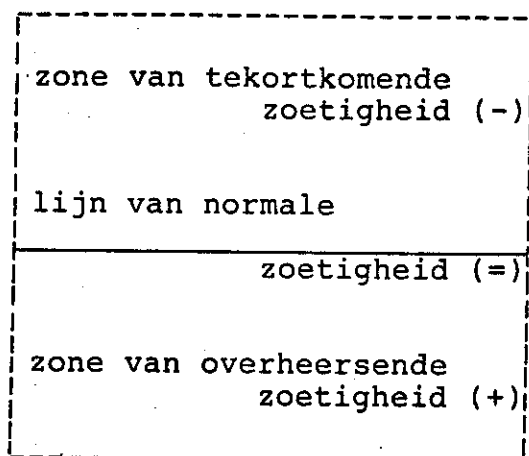 zone van tekortkomende
zoetigheid (-)
lijn van normale
zoetigheid (=)
zone van overheersende
zoetigheid (+)